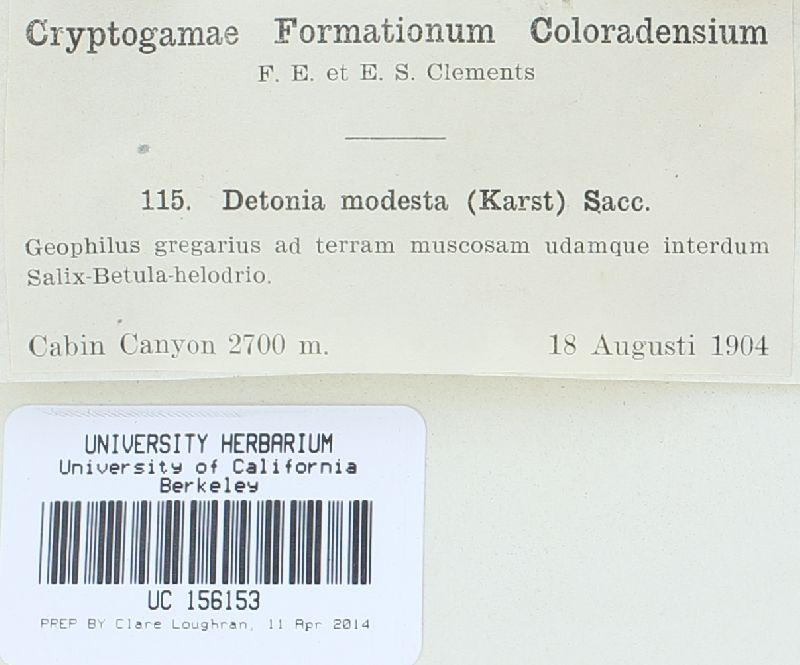 Cryptogamae Formationum Coloradensium
F. E. et E. S. Clements
115. Detonia modesta (Karst) Sacc.
Geophilus gregarius ad terram muscosam udamque interdum
Salix-Betula-helodrio.
Cabin Canyon 2700 m. 18 Augusti 1904
UNIVERSITY HERBARIUM
University of California
Berkeley
UC 156153
PREP BY Clare Loughran, 11 Apr 2014